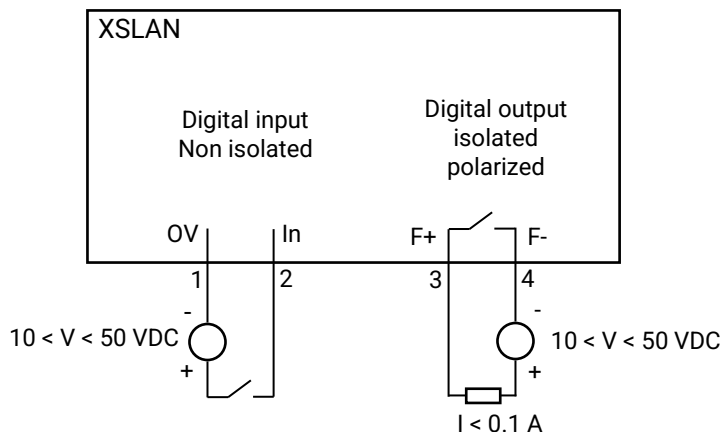 XSLAN
Digital input
Non isolated
Digital output
isolated
polarized
OV
In
F+
F-
1
2
3
4
-
10 < V < 50 VDC
+
-
10 < V < 50 VDC
+
I < 0.1 A